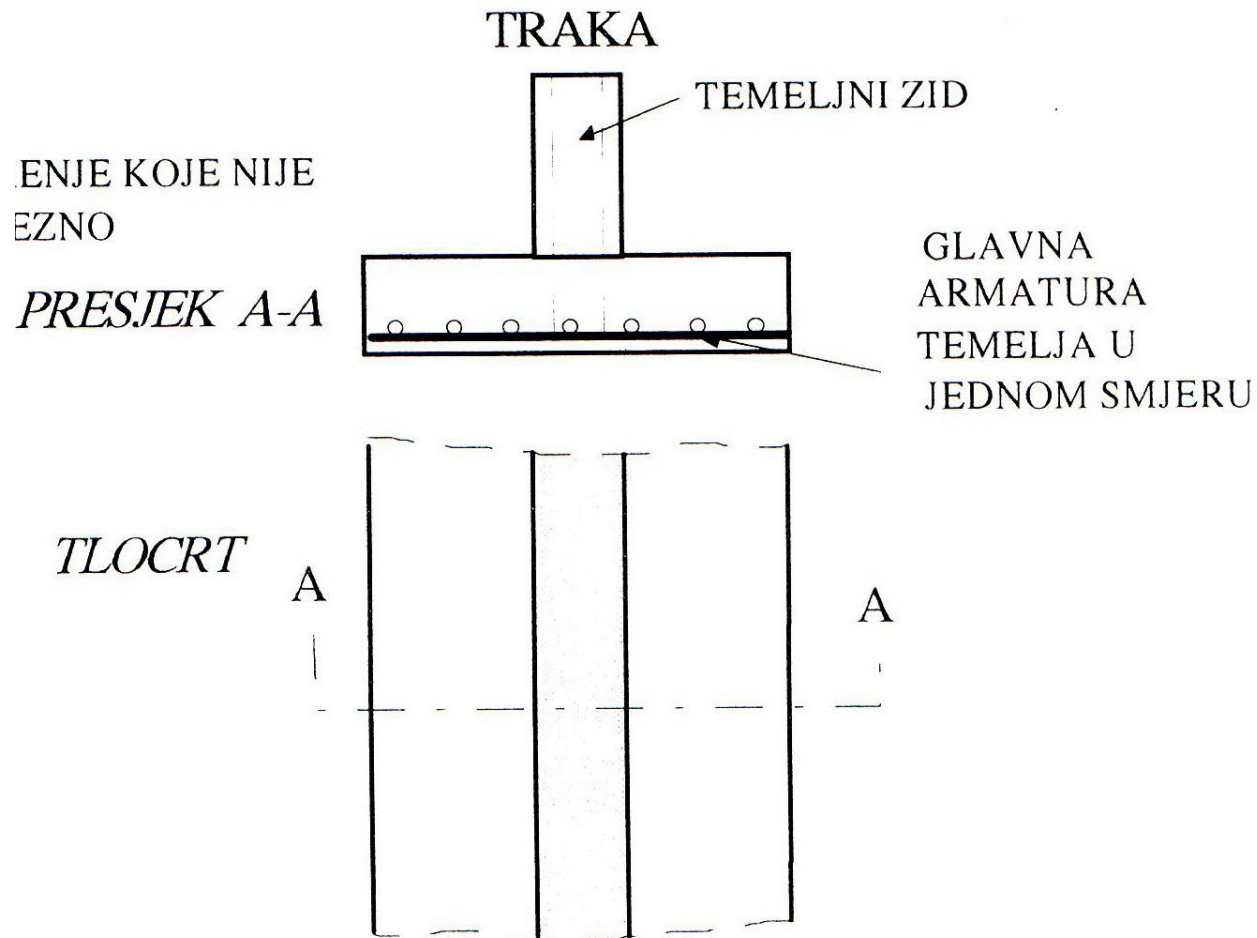 TRAKA
TEMELJNI ZID
ENJE KOJE NIJE
EZNO
GLAVNA
ARMATURA
TEMELJA U
JEDNOM SMJERU
PRESJEK A-A
TLOCRT
A
A